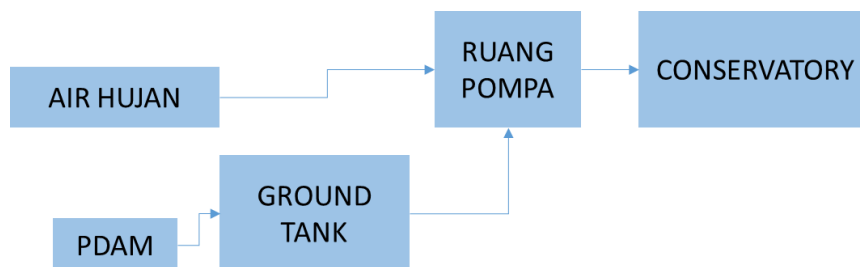 AIR HUJAN
RUANG
POMPA
CONSERVATORY
PDAM
GROUND
TANK